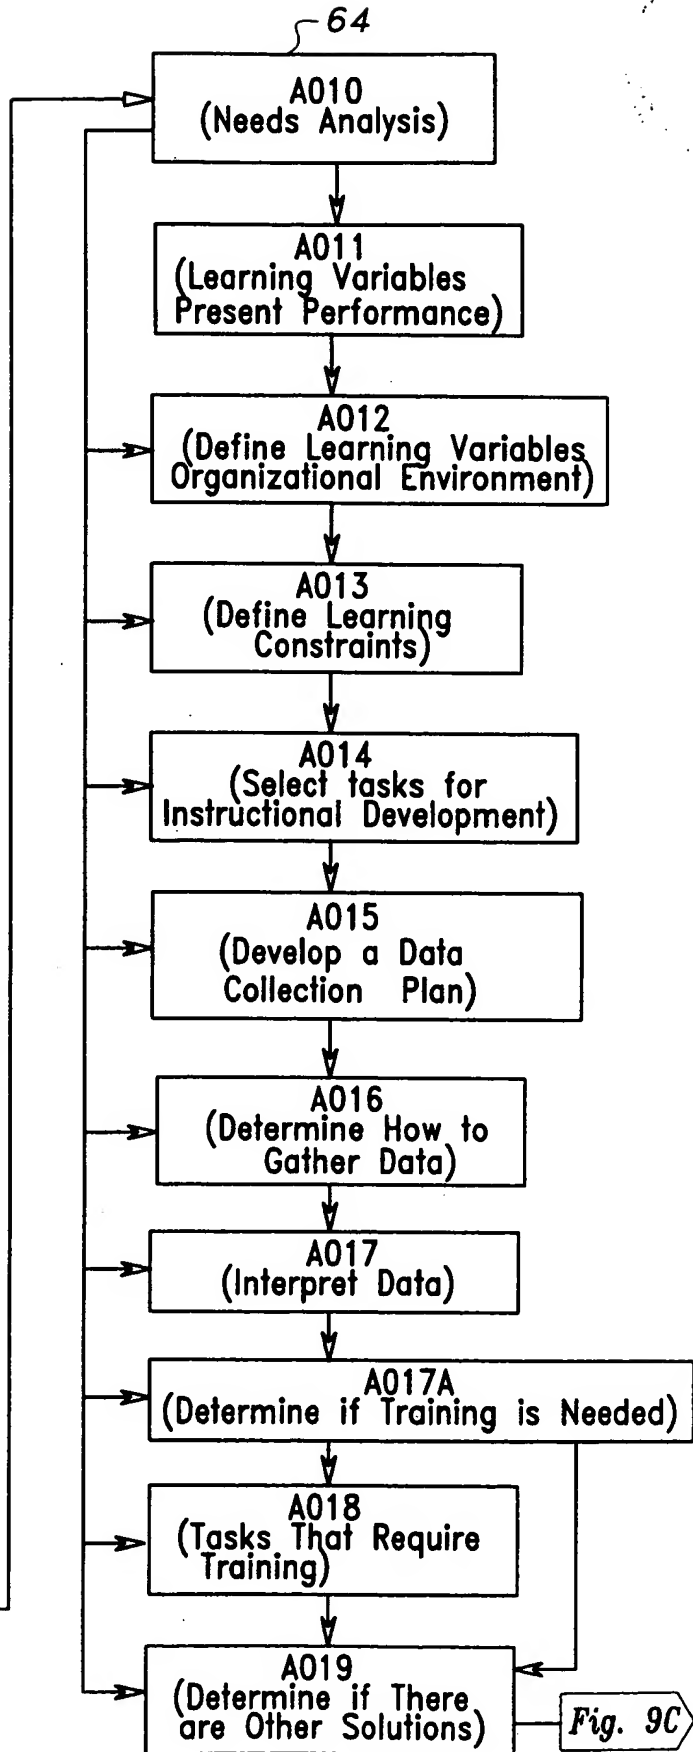 64
A010
(Needs Analysis)
A011
(Learning Variables
Present Performance)
A012
(Define Learning Variables
Organizational Environment)
A013
(Define Learning
Constraints)
A014
(Select tasks for
Instructional Development)
A015
(Develop a Data
Collection Plan)
A016
(Determine How to
Gather Data)
A017
(Interpret Data)
A017A
(Determine if Training is Needed)
A018
(Tasks That Require
Training)
A019
(Determine if There
are Other Solutions)
Fig. 9C